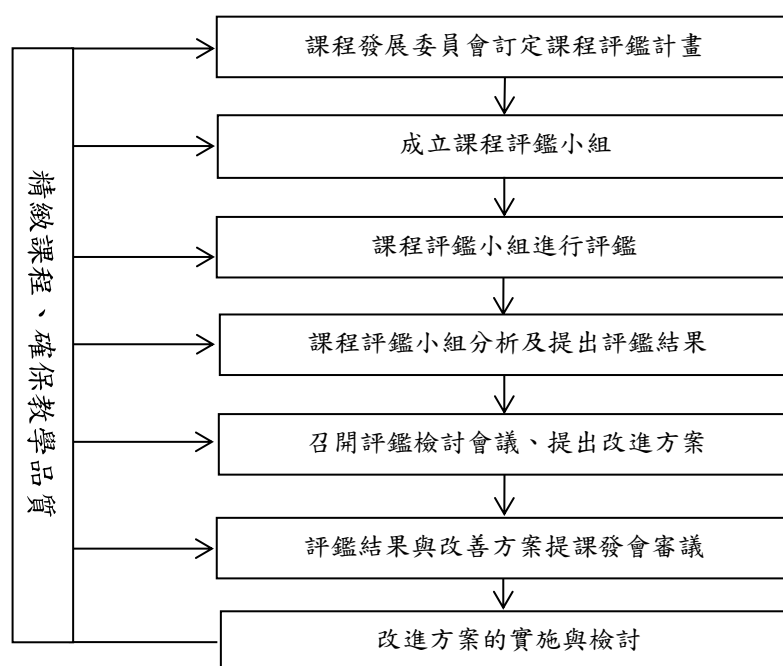 課程發展委員會訂定課程評鑑計畫
成立課程評鑑小組
課程評鑑小組進行評鑑
課程評鑑小組分析及提出評鑑結果
召開評鑑檢討會議、提出改進方案
評鑑結果與改善方案提課發會審議
改進方案的實施與檢討
精緻課程、確保教學品質